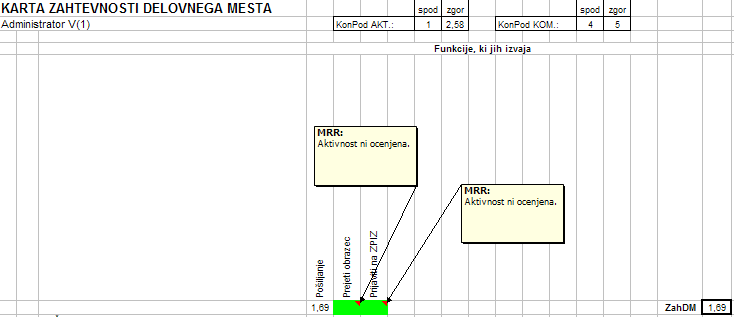 KARTA ZAHTEVNOSTI DELOVNEGA MESTA
spod zgor
spod zgor
Administrator V(1)
KonPod AKT.: 1 2,58
KonPod KOM.: 4 5
Funkcije, ki jih izvaja
MRR:
Aktivnost ni ocenjena.
MRR:
Aktivnost ni ocenjena.
Pošiljanje
Prejeti obrazec
Prijaviti na ZPIZ
1,69
ZahDM 1,69